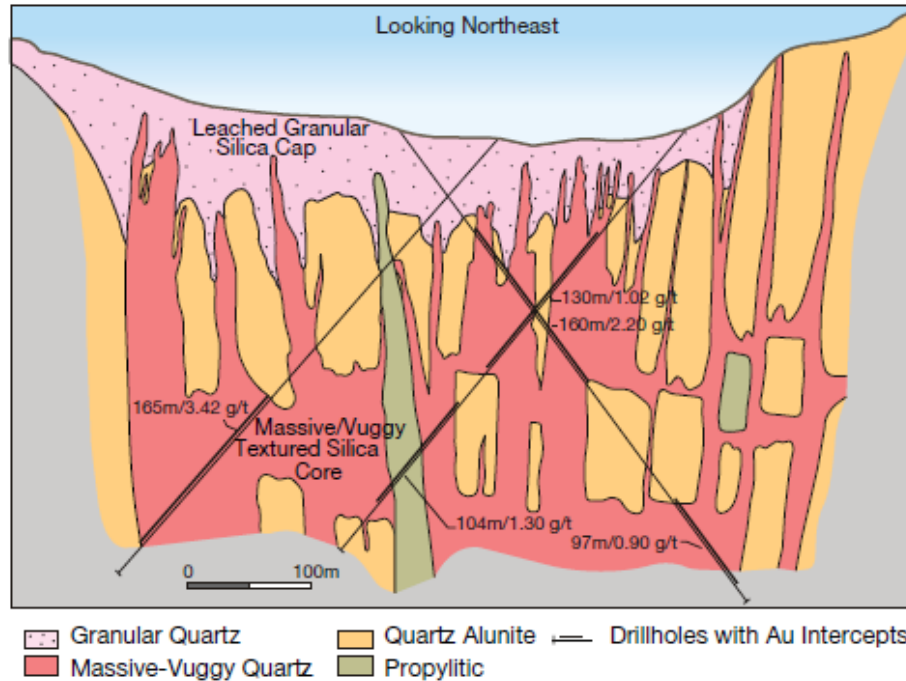 Looking Northeast
Leached Granular
Silica Cap
130m/1.02 g/t
160m/2.20 g/t
165m/3.42 g/t
Massive/Vuggy
Textured Silica
Core
104m/1.30 g/t
97m/0.90 g/t
0 100m
Granular Quartz
Quartz Alunite
Drillholes with Au Intercepts
Massive-Vuggy Quartz
Propylitic